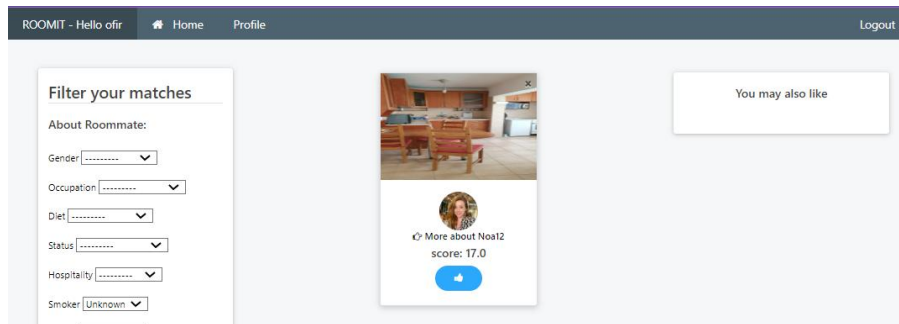 ROOMIT - Hello ofir Home Profile Logout
Filter your matches
About Roommate:
Gender ---------
Occupation ---------
Diet ---------
Status ---------
Hospitality ---------
Smoker Unknown
x
More about Noa12
score: 17.0
You may also like